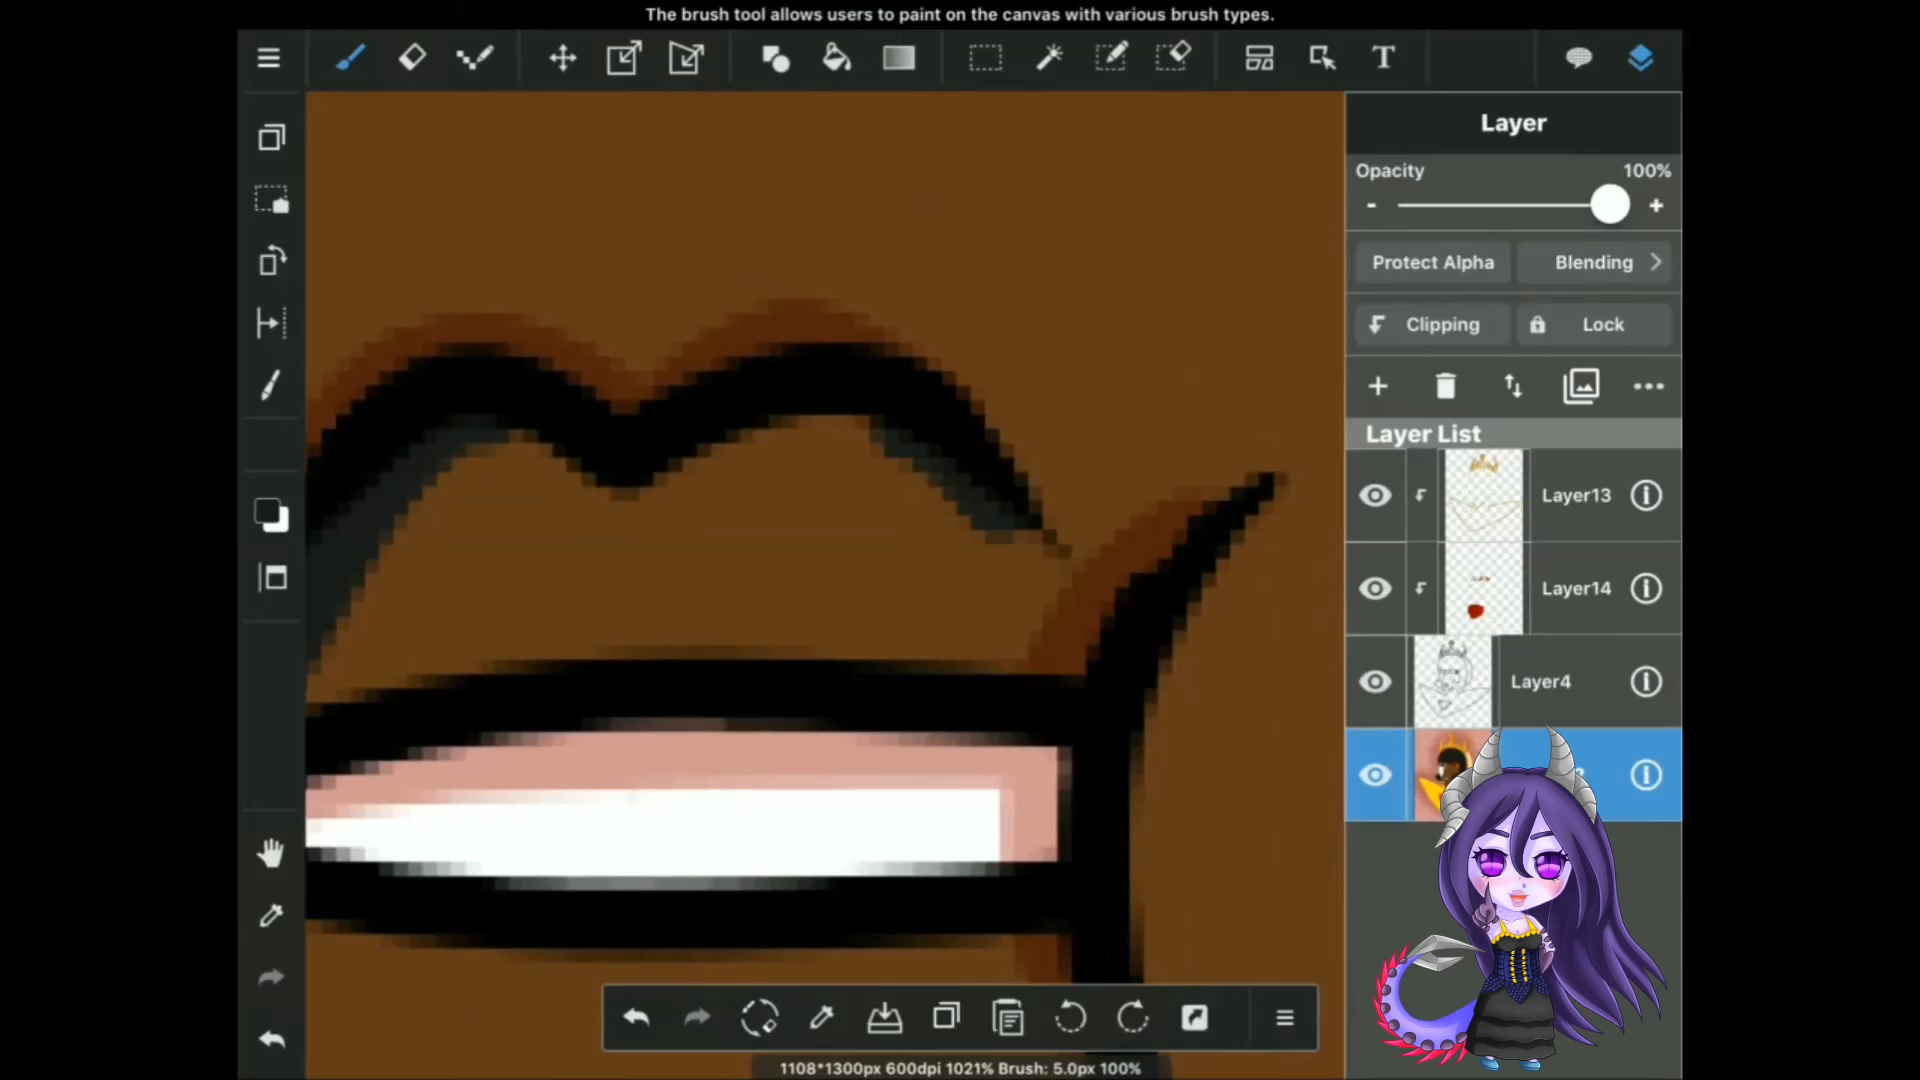 The brush tool allows users to paint on the canvas with various brush types.
T
Layer
Opacity 100%
- +
Protect Alpha Blending >
Clipping Lock
Layer List
Layer13
Layer14
Layer4
1108*1300px 600dpi 1021% Brush: 5.0px 100%